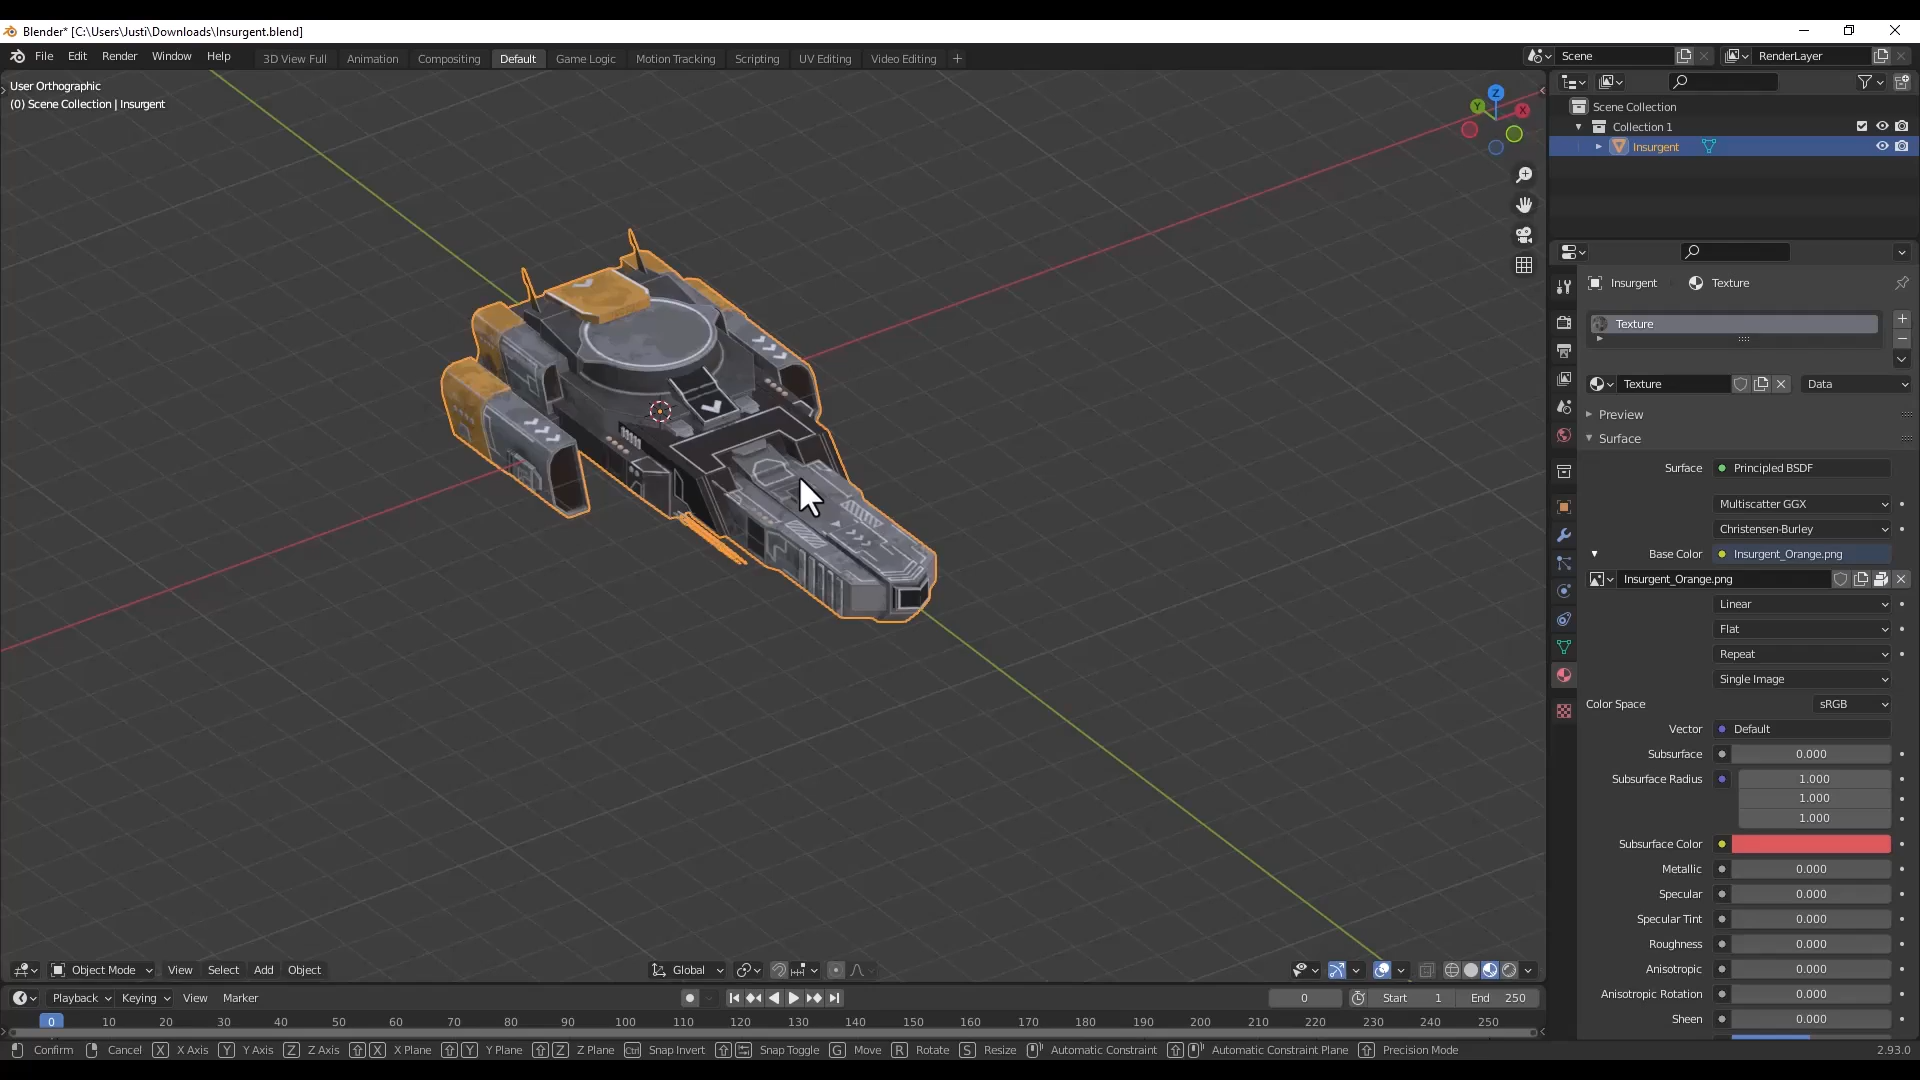 Blender* [C:\Users\Justi\Downloads\Insurgent.blend]
File Edit Render Window Help
3D View Full Animation Compositing Default Game Logic Motion Tracking Scripting UV Editing Video Editing +
Scene RenderLayer
User Orthographic
(0) Scene Collection | Insurgent
Z
Y X
Scene Collection
Collection 1
Insurgent
Insurgent Texture
Texture
Texture Data
Preview
Surface
Surface Principled BSDF
Multiscatter GGX
Christensen-Burley
Base Color Insurgent_Orange.png
Insurgent_Orange.png
Linear
Flat
Repeat
Single Image
Color Space sRGB
Vector Default
Subsurface 0.000
Subsurface Radius 1.000
1.000
1.000
Subsurface Color
Metallic 0.000
Specular 0.000
Specular Tint 0.000
Roughness 0.000
Anisotropic 0.000
Anisotropic Rotation 0.000
Sheen 0.000
Object Mode View Select Add Object Global
Playback Keying View Marker 0 Start 1 End 250
0 10 20 30 40 50 60 70 80 90 100 110 120 130 140 150 160 170 180 190 200 210 220 230 240 250
Confirm Cancel X X Axis Y Y Axis Z Z Axis X X Plane Y Y Plane Z Z Plane Ctrl Snap Invert Snap Toggle G Move R Rotate S Resize Automatic Constraint Automatic Constraint Plane Precision Mode 2.93.0